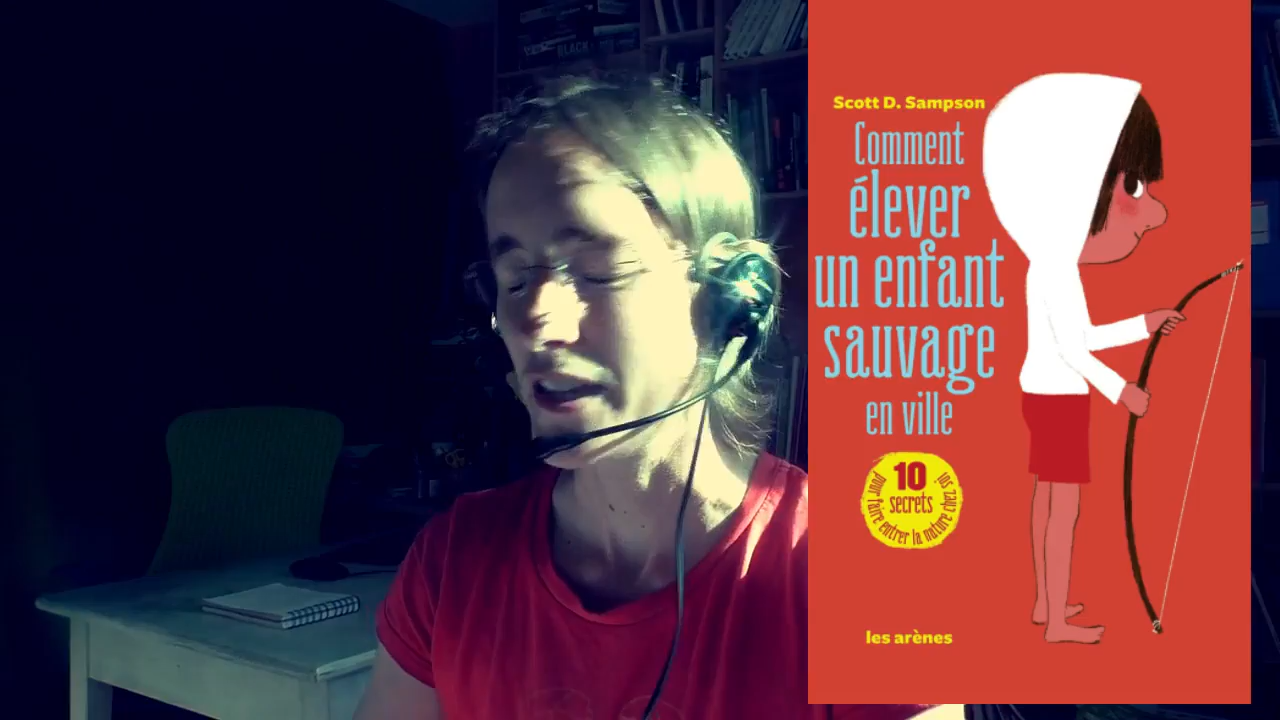 BLACK
Scott D. Sampson
Comment
élever
un enfant
sauvage
en ville
10
secrets
pour faire entrer la nature chez soi
les arènes